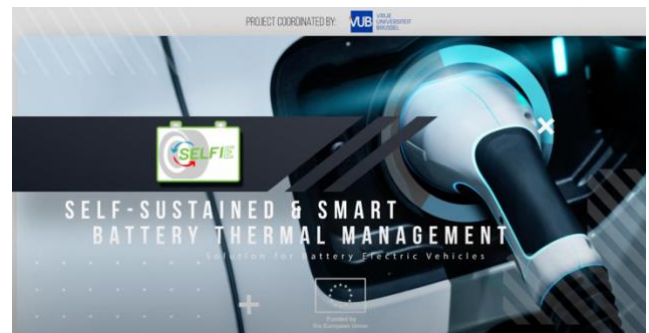 PROJECT COORDINATED BY:
VUB
VRIJE
UNIVERSITEIT
BRUSSEL
SELFIE
SELF-SUSTAINED & SMART
BATTERY THERMAL MANAGEMENT
Solution for Battery Electric Vehicles
Funded by
the European Union